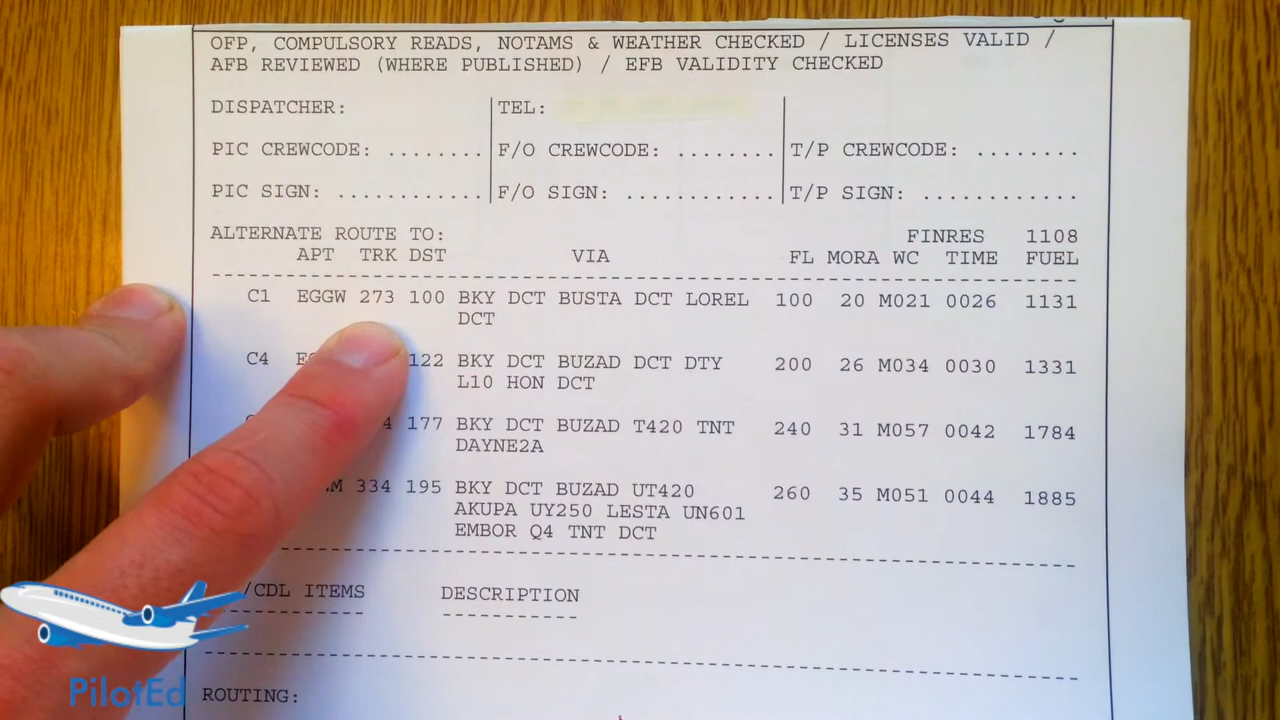 OFP, COMPULSORY READS, NOTAMS & WEATHER CHECKED / LICENSES VALID /
AFB REVIEWED (WHERE PUBLISHED) / EFB VALIDITY CHECKED
DISPATCHER: TEL:
PIC CREWCODE: ........ F/O CREWCODE: ........ T/P CREWCODE: ........
PIC SIGN: ............ F/O SIGN: ............ T/P SIGN: ............
ALTERNATE ROUTE TO: FINRES 1108
APT TRK DST VIA FL MORA WC TIME FUEL
C1 EGGW 273 100 BKY DCT BUSTA DCT LOREL 100 20 M021 0026 1131
DCT
C4 122 BKY DCT BUZAD DCT DTY 200 26 M034 0030 1331
L10 HON DCT
177 BKY DCT BUZAD T420 TNT 240 31 M057 0042 1784
DAYNE2A
334 195 BKY DCT BUZAD UT420 260 35 M051 0044 1885
AKUPA UY250 LESTA UN601
EMBOR Q4 TNT DCT
/CDL ITEMS DESCRIPTION
ROUTING:
PilotEd